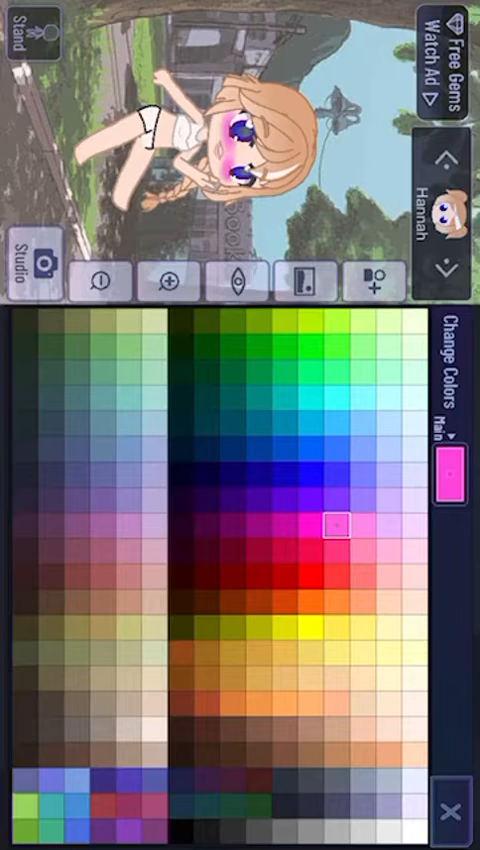 Free Gems
Watch Ad
Hannah
Stand
Studio
Change Colors
Main
X